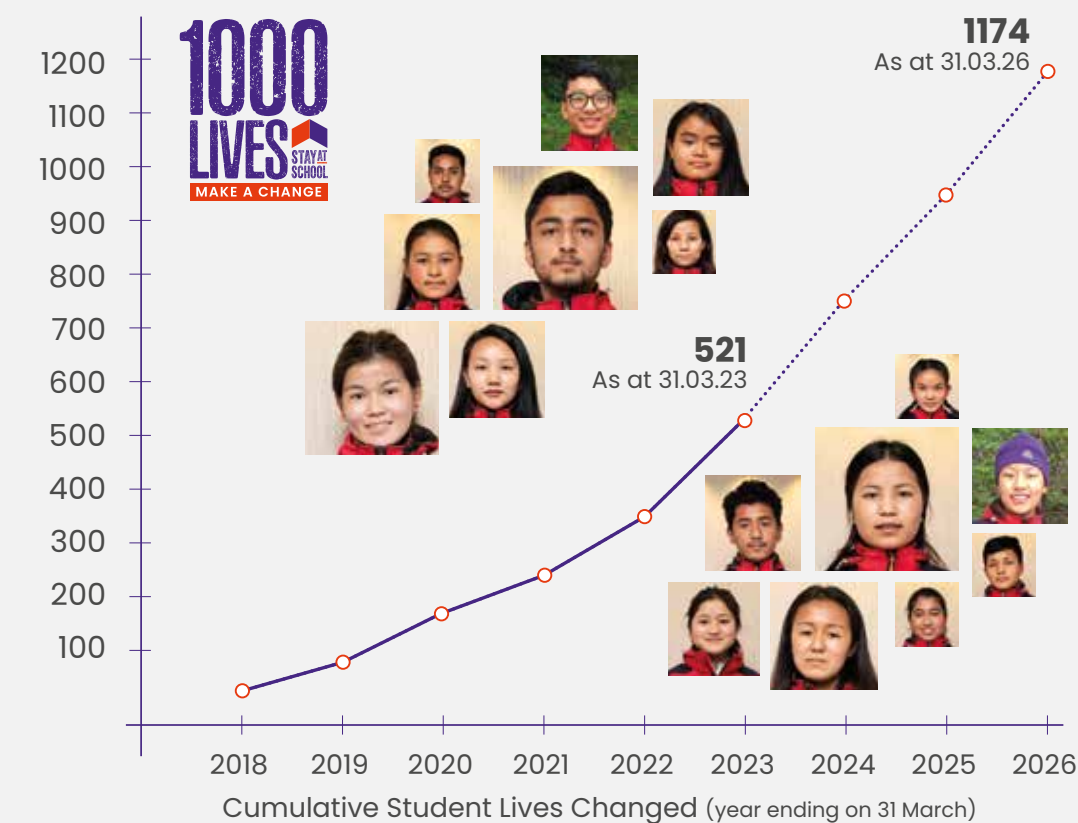 1000
LIVES
STAY AT
SCHOOL
MAKE A CHANGE
1174
As at 31.03.26
521
As at 31.03.23
1200
1100
1000
900
800
700
600
500
400
300
200
100
2018 2019 2020 2021 2022 2023 2024 2025 2026
Cumulative Student Lives Changed (year ending on 31 March)